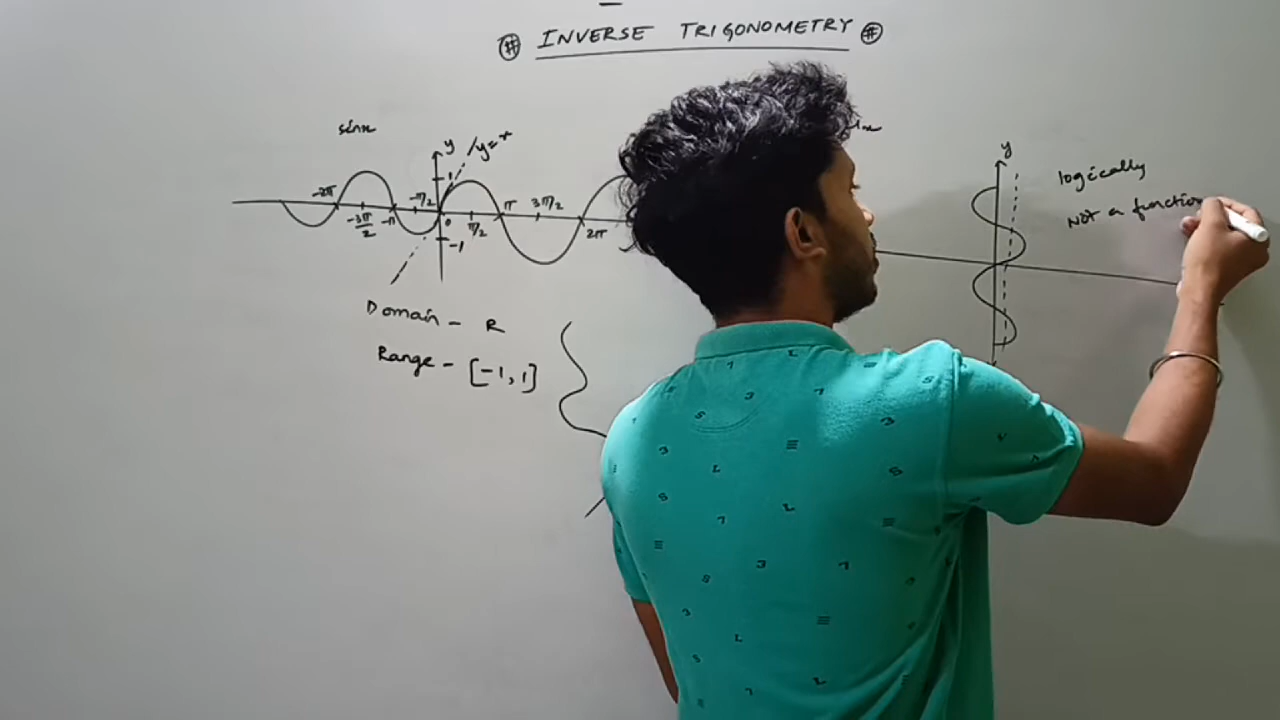 # INVERSE TRIGONOMETRY #
sinx
y
y=x
1
-2π
-3π/2
-π
-π/2
0
π/2
π
3π/2
2π
-1
Domain - R
Range - [-1,1]
y
logically
NOT a function